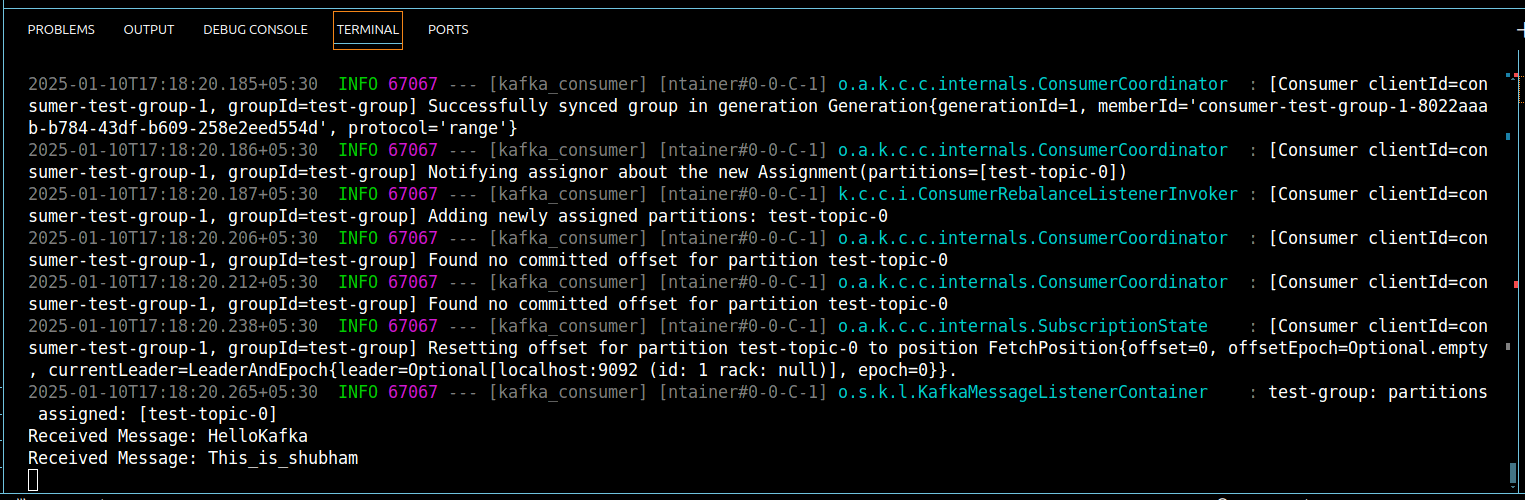 PROBLEMS OUTPUT DEBUG CONSOLE TERMINAL PORTS
2025-01-10T17:18:20.185+05:30  INFO 67067 --- [kafka_consumer] [ntainer#0-0-C-1] o.a.k.c.c.internals.ConsumerCoordinator  : [Consumer clientId=con
sumer-test-group-1, groupId=test-group] Successfully synced group in generation Generation{generationId=1, memberId='consumer-test-group-1-8022aaa
b-b784-43df-b609-258e2eed554d', protocol='range'}
2025-01-10T17:18:20.186+05:30  INFO 67067 --- [kafka_consumer] [ntainer#0-0-C-1] o.a.k.c.c.internals.ConsumerCoordinator  : [Consumer clientId=con
sumer-test-group-1, groupId=test-group] Notifying assignor about the new Assignment(partitions=[test-topic-0])
2025-01-10T17:18:20.187+05:30  INFO 67067 --- [kafka_consumer] [ntainer#0-0-C-1] k.c.c.i.ConsumerRebalanceListenerInvoker : [Consumer clientId=con
sumer-test-group-1, groupId=test-group] Adding newly assigned partitions: test-topic-0
2025-01-10T17:18:20.206+05:30  INFO 67067 --- [kafka_consumer] [ntainer#0-0-C-1] o.a.k.c.c.internals.ConsumerCoordinator  : [Consumer clientId=con
sumer-test-group-1, groupId=test-group] Found no committed offset for partition test-topic-0
2025-01-10T17:18:20.212+05:30  INFO 67067 --- [kafka_consumer] [ntainer#0-0-C-1] o.a.k.c.c.internals.ConsumerCoordinator  : [Consumer clientId=con
sumer-test-group-1, groupId=test-group] Found no committed offset for partition test-topic-0
2025-01-10T17:18:20.238+05:30  INFO 67067 --- [kafka_consumer] [ntainer#0-0-C-1] o.a.k.c.c.internals.SubscriptionState    : [Consumer clientId=con
sumer-test-group-1, groupId=test-group] Resetting offset for partition test-topic-0 to position FetchPosition{offset=0, offsetEpoch=Optional.empty
, currentLeader=LeaderAndEpoch{leader=Optional[localhost:9092 (id: 1 rack: null)], epoch=0}}.
2025-01-10T17:18:20.265+05:30  INFO 67067 --- [kafka_consumer] [ntainer#0-0-C-1] o.s.k.l.KafkaMessageListenerContainer    : test-group: partitions
 assigned: [test-topic-0]
Received Message: HelloKafka
Received Message: This_is_shubham